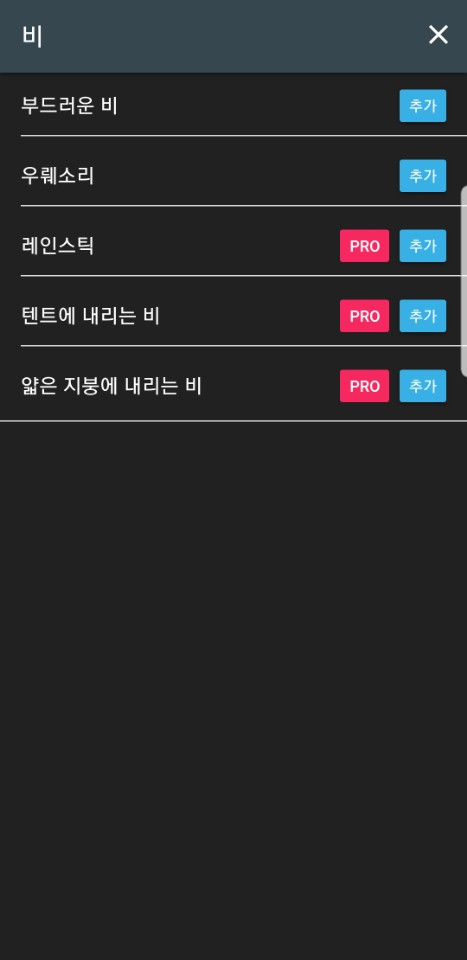 비
부드러운 비 추가
우뤠소리 추가
레인스틱 PRO 추가
텐트에 내리는 비 PRO 추가
얇은 지붕에 내리는 비 PRO 추가